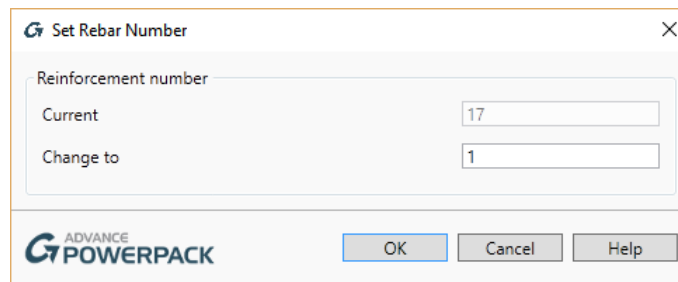 Set Rebar Number
Reinforcement number
Current 17
Change to 1
ADVANCE
POWERPACK
OK Cancel Help